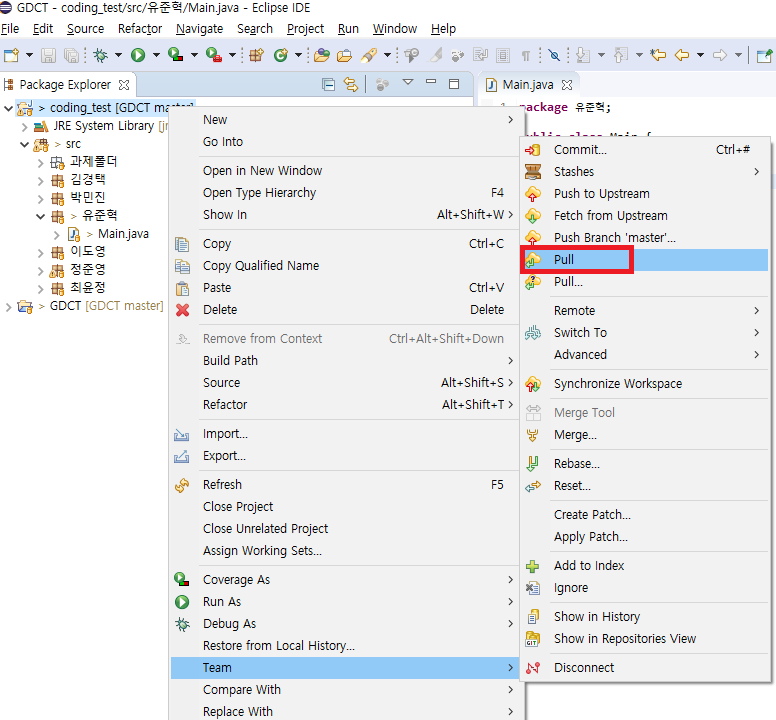 GDCT - coding_test/src/유준혁/Main.java - Eclipse IDE
File Edit Source Refactor Navigate Search Project Run Window Help
Package Explorer
Main.java
> coding_test [GDCT master]
JRE System Library [jr
> src
과제폴더
김경택
박민진
> 유준혁
> Main.java
이도영
정준영
최윤정
> GDCT [GDCT master]
1 package 유준혁;
public class Main {
New
Go Into
Open in New Window
Open Type Hierarchy F4
Show In Alt+Shift+W
Copy Ctrl+C
Copy Qualified Name
Paste Ctrl+V
Delete Delete
Remove from Context Ctrl+Alt+Shift+Down
Build Path
Source Alt+Shift+S
Refactor Alt+Shift+T
Import...
Export...
Refresh F5
Close Project
Close Unrelated Project
Assign Working Sets...
Coverage As
Run As
Debug As
Restore from Local History...
Team
Compare With
Replace With
Commit... Ctrl+#
Stashes
Push to Upstream
Fetch from Upstream
Push Branch 'master'...
Pull
Pull...
Remote
Switch To
Advanced
Synchronize Workspace
Merge Tool
Merge...
Rebase...
Reset...
Create Patch...
Apply Patch...
Add to Index
Ignore
Show in History
GIT Show in Repositories View
Disconnect